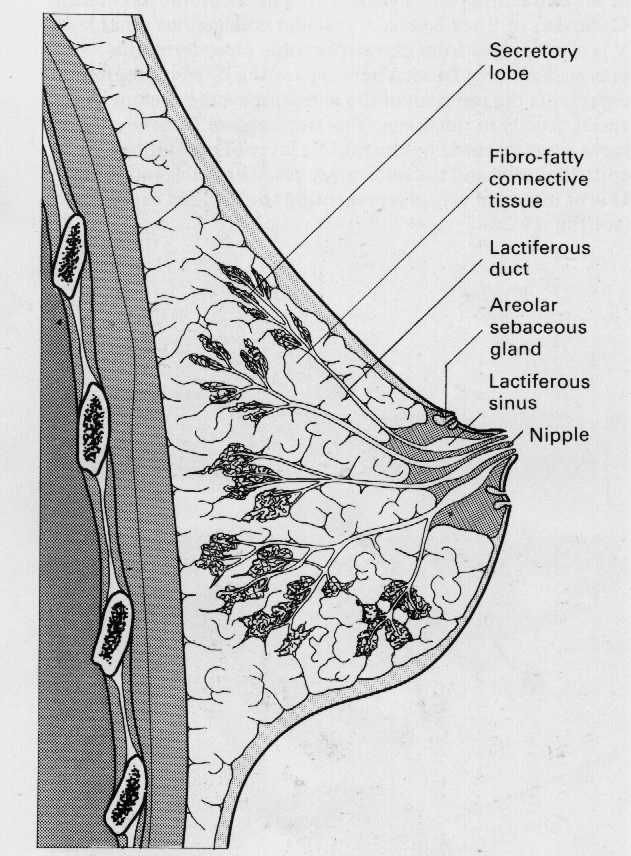 Secretory
lobe
Fibro-fatty
connective
tissue
Lactiferous
duct
Areolar
sebaceous
gland
Lactiferous
sinus
Nipple